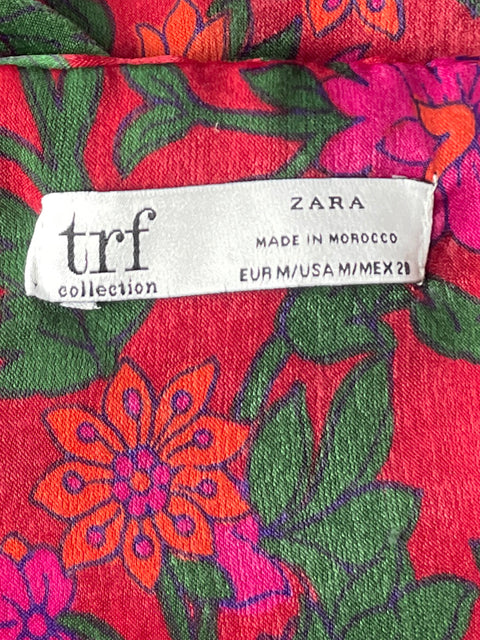 trf
collection
ZARA
MADE IN MOROCCO
EUR M/USA M/MEX 28